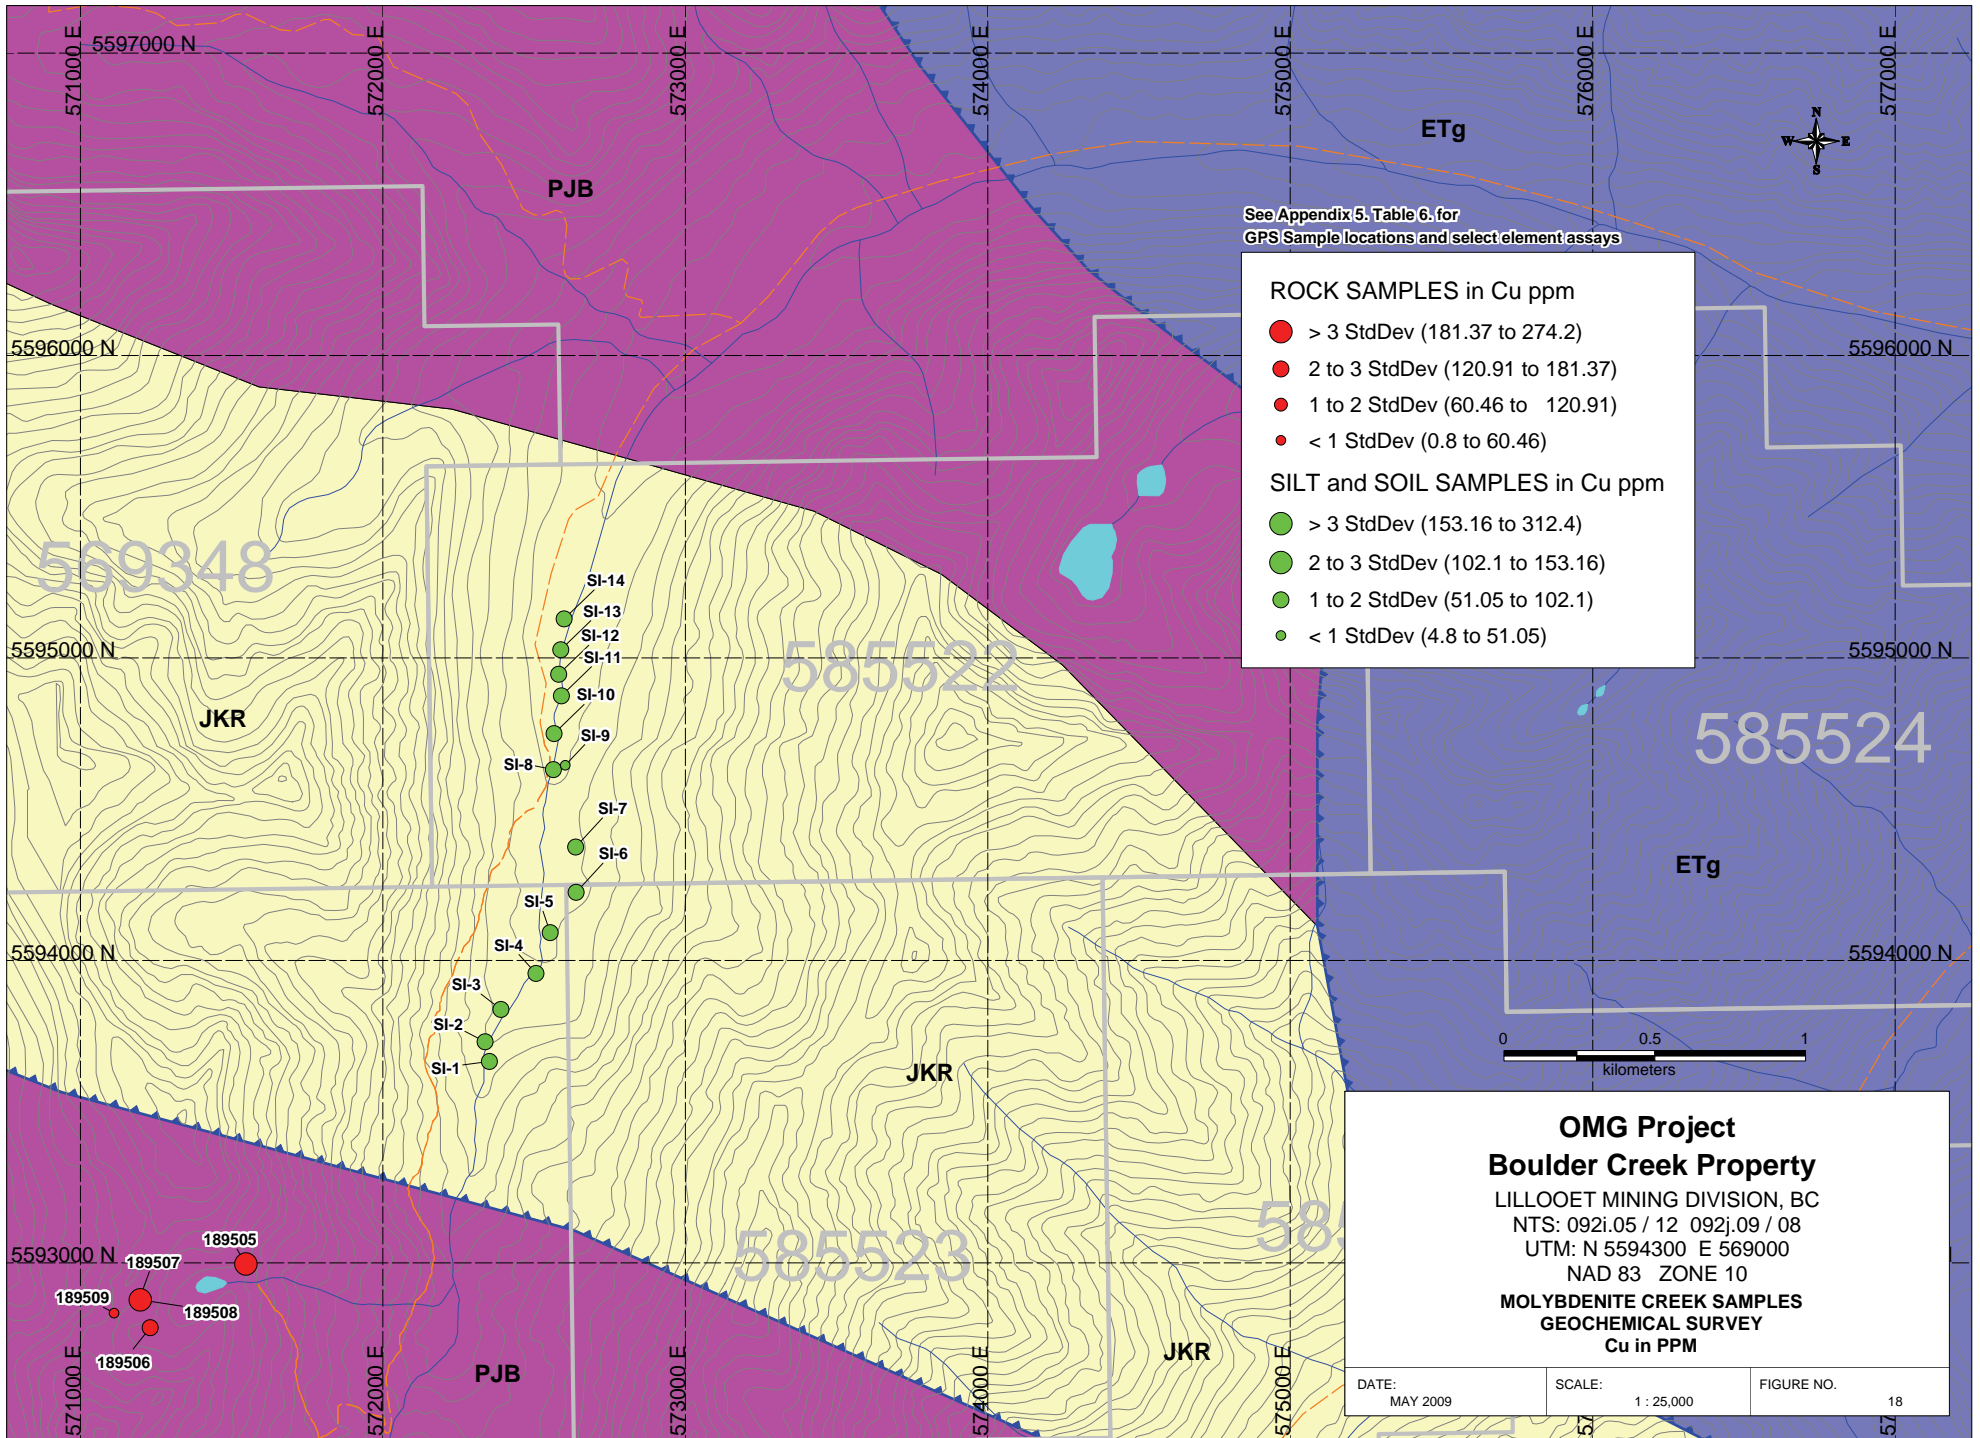 571000 E
572000 E
573000 E
574000 E
575000 E
576000 E
577000 E
5597000 N
ETg
N
W E
S
PJB
See Appendix 5. Table 6. for
GPS Sample locations and select element assays
ROCK SAMPLES in Cu ppm
> 3 StdDev (181.37 to 274.2)
2 to 3 StdDev (120.91 to 181.37)
1 to 2 StdDev (60.46 to 120.91)
< 1 StdDev (0.8 to 60.46)
SILT and SOIL SAMPLES in Cu ppm
> 3 StdDev (153.16 to 312.4)
2 to 3 StdDev (102.1 to 153.16)
1 to 2 StdDev (51.05 to 102.1)
< 1 StdDev (4.8 to 51.05)
5596000 N
5596000 N
569348
SI-14
SI-13
SI-12
SI-11
SI-10
SI-9
SI-8
SI-7
SI-6
SI-5
SI-4
SI-3
SI-2
SI-1
5595000 N
5595000 N
585522
JKR
585524
ETg
5594000 N
5594000 N
JKR
0 0.5 1
kilometers
5593000 N
585523
189505
189507
189509
189508
189506
PJB
JKR
571000 E
572000 E
573000 E
574000 E
575000 E
OMG Project
Boulder Creek Property
LILLOOET MINING DIVISION, BC
NTS: 092i.05 / 12 092j.09 / 08
UTM: N 5594300 E 569000
NAD 83 ZONE 10
MOLYBDENITE CREEK SAMPLES
GEOCHEMICAL SURVEY
Cu in PPM
DATE:
MAY 2009
SCALE:
1 : 25,000
FIGURE NO.
18